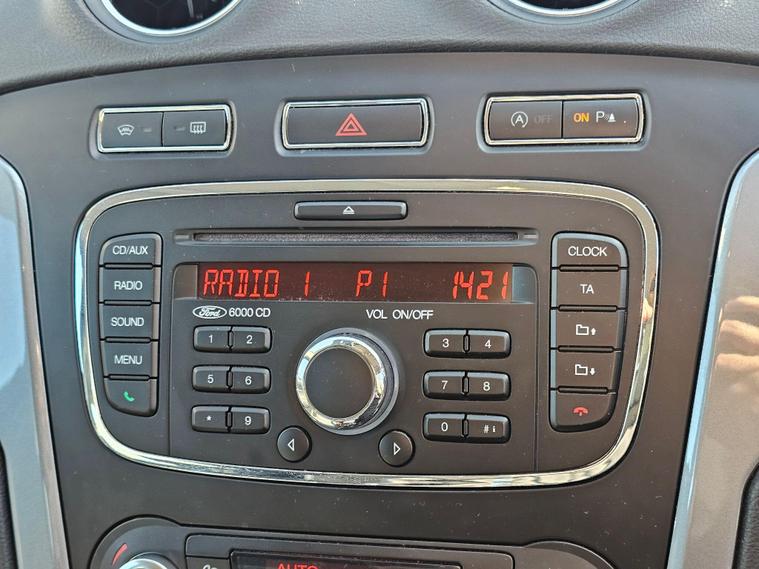 A OFF
ON P
CD/AUX
RADIO
SOUND
MENU
RADIO 1 P1 1421
Ford 6000 CD
VOL ON/OFF
1 2
3 4
5 6
7 8
* 9
0 # i
CLOCK
TA
AUTO